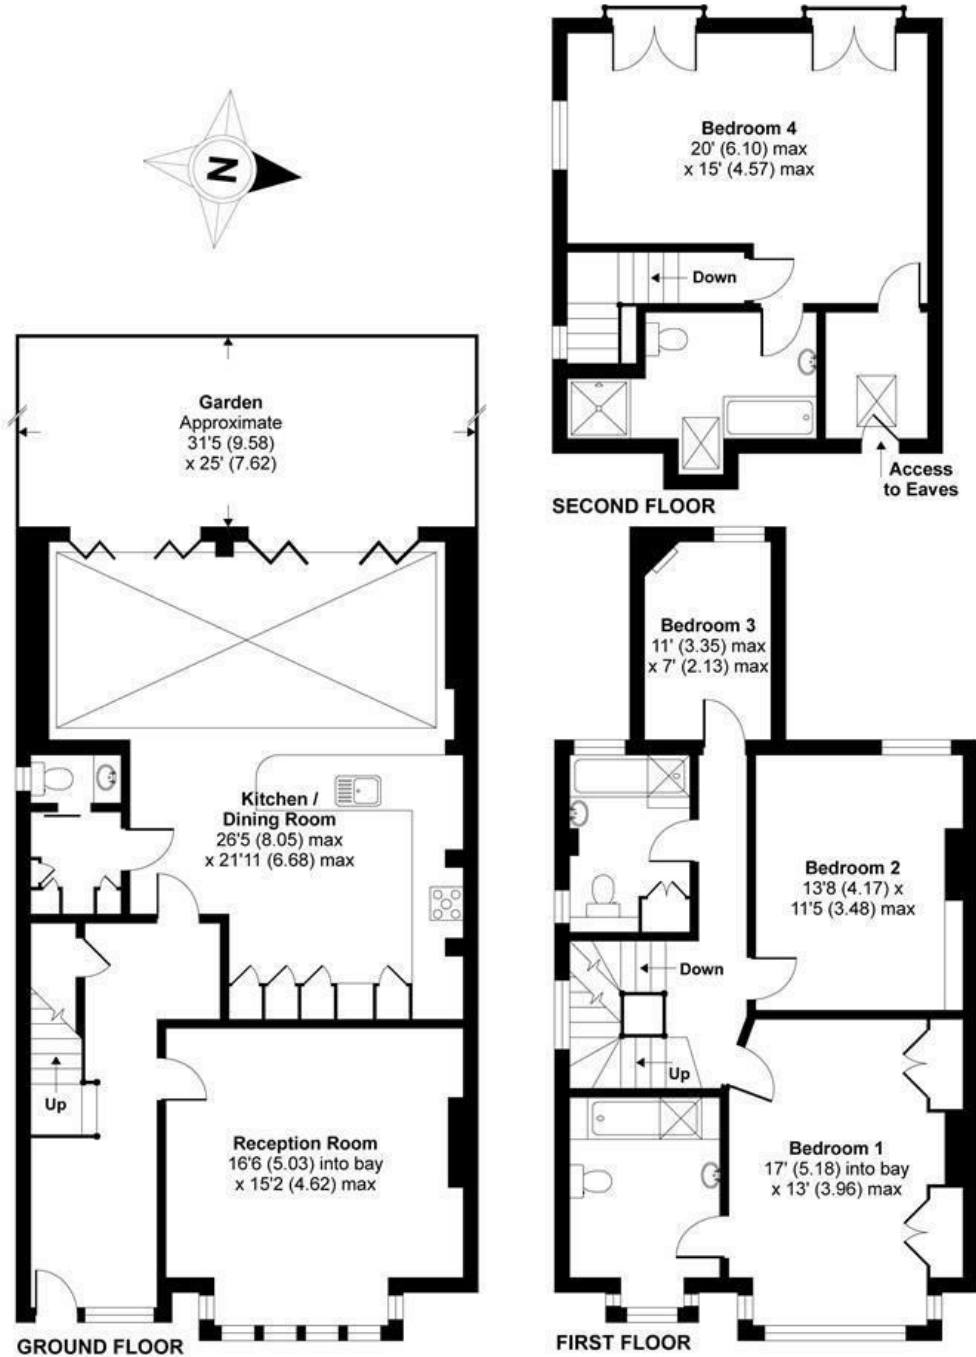 N
Bedroom 4
20' (6.10) max
x 15' (4.57) max
Down
Access
to Eaves
SECOND FLOOR
Garden
Approximate
31'5 (9.58)
x 25' (7.62)
Kitchen /
Dining Room
26'5 (8.05) max
x 21'11 (6.68) max
Up
Reception Room
16'6 (5.03) into bay
x 15'2 (4.62) max
GROUND FLOOR
Bedroom 3
11' (3.35) max
x 7' (2.13) max
Bedroom 2
13'8 (4.17) x
11'5 (3.48) max
Down
Up
Bedroom 1
17' (5.18) into bay
x 13' (3.96) max
FIRST FLOOR